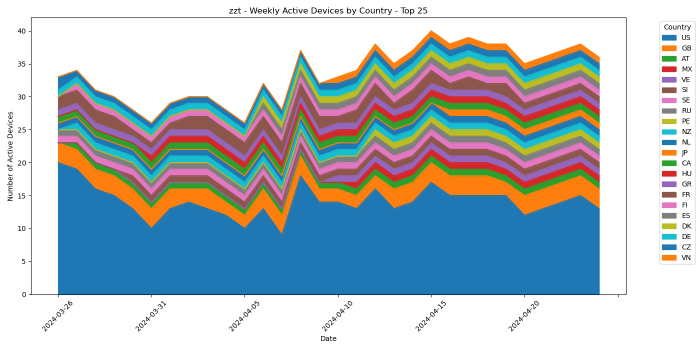 zzt - Weekly Active Devices by Country - Top 25
Number of Active Devices
40
35
30
25
20
15
10
5
0
2024-03-26
2024-03-31
2024-04-05
2024-04-10
2024-04-15
2024-04-20
Date
Country
US
GB
AT
MX
VE
SI
SE
RU
PE
NZ
NL
JP
CA
HU
GR
FR
FI
ES
DK
DE
CZ
VN